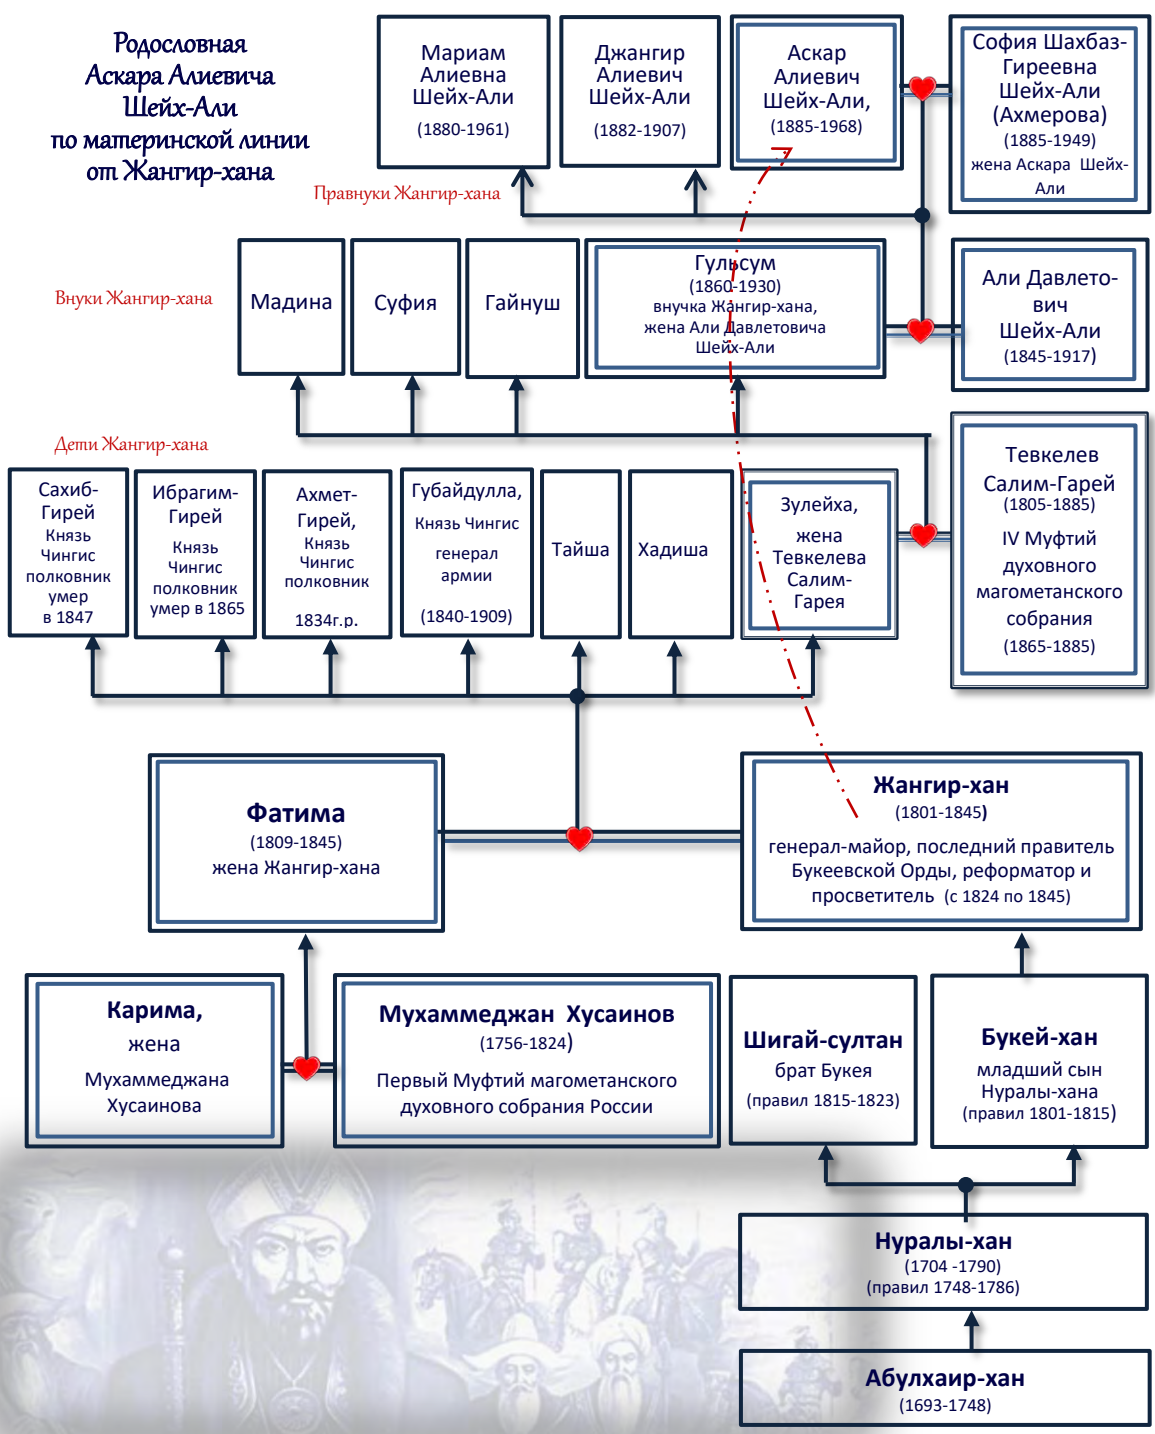 Родословная
Аскара Алиевича
Шейх-Али
по материнской линии
от Жангир-хана
Мариам
Алиевна
Шейх-Али
(1880-1961)
Джангир
Алиевич
Шейх-Али
(1882-1907)
Аскар
Алиевич
Шейх-Али,
(1885-1968)
София Шахбаз-
Гиреевна
Шейх-Али
(Ахмерова)
(1885-1949)
жена Аскара Шейх-
Али
Правнуки Жангир-хана
Внуки Жангир-хана
Мадина
Суфия
Гайнуш
Гульсум
(1860-1930)
внучка Жангир-хана,
жена Али Давлетовича
Шейх-Али
Али Давлето-
вич
Шейх-Али
(1845-1917)
Дети Жангир-хана
Сахиб-
Гирей
Князь
Чингис
полковник
умер
в 1847
Ибрагим-
Гирей
Князь
Чингис
полковник
умер в 1865
Ахмет-
Гирей,
Князь
Чингис
полковник
1834г.р.
Губайдулла,
Князь Чингис
генерал
армии
(1840-1909)
Тайша
Хадиша
Зулейха,
жена
Тевкелева
Салим-
Гарея
Тевкелев
Салим-Гарей
(1805-1885)
IV Муфтий
духовного
магометанского
собрания
(1865-1885)
Фатима
(1809-1845)
жена Жангир-хана
Жангир-хан
(1801-1845)
генерал-майор, последний правитель
Букеевской Орды, реформатор и
просветитель (с 1824 по 1845)
Карима,
жена
Мухаммеджана
Хусаинова
Мухаммеджан Хусаинов
(1756-1824)
Первый Муфтий магометанского
духовного собрания России
Шигай-султан
брат Букея
(правил 1815-1823)
Букей-хан
младший сын
Нуралы-хана
(правил 1801-1815)
Нуралы-хан
(1704 -1790)
(правил 1748-1786)
Абулхаир-хан
(1693-1748)